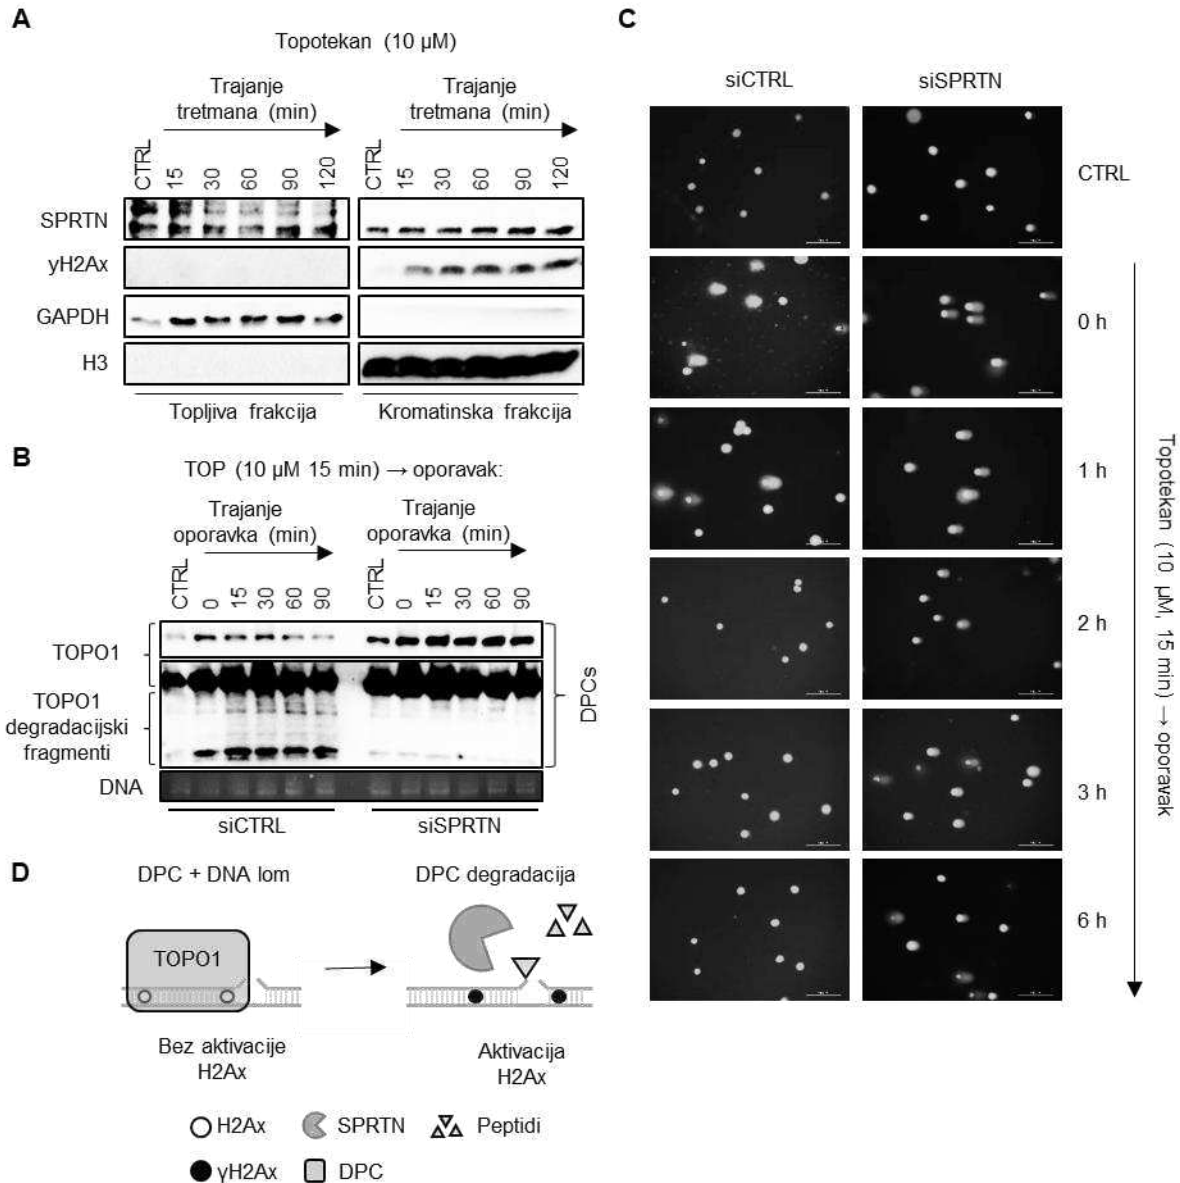 A
Topotekan (10 µM)
Trajanje
tretmana (min)
Trajanje
tretmana (min)
CTRL 15 30 60 90 120
CTRL 15 30 60 90 120
SPRTN
γH2Ax
GAPDH
H3
Topljiva frakcija
Kromatinska frakcija
B
TOP (10 µM 15 min) → oporavak:
Trajanje
oporavka (min)
Trajanje
oporavka (min)
CTRL 0 15 30 60 90
CTRL 0 15 30 60 90
TOPO1
TOPO1
degradacijski
fragmenti
DNA
DPCs
siCTRL
siSPRTN
C
siCTRL
siSPRTN
CTRL
0 h
1 h
2 h
3 h
6 h
Topotekan (10 µM, 15 min) → oporavak
D
DPC + DNA lom
DPC degradacija
TOPO1
Bez aktivacije
H2Ax
Aktivacija
H2Ax
H2Ax
SPRTN
Peptidi
γH2Ax
DPC